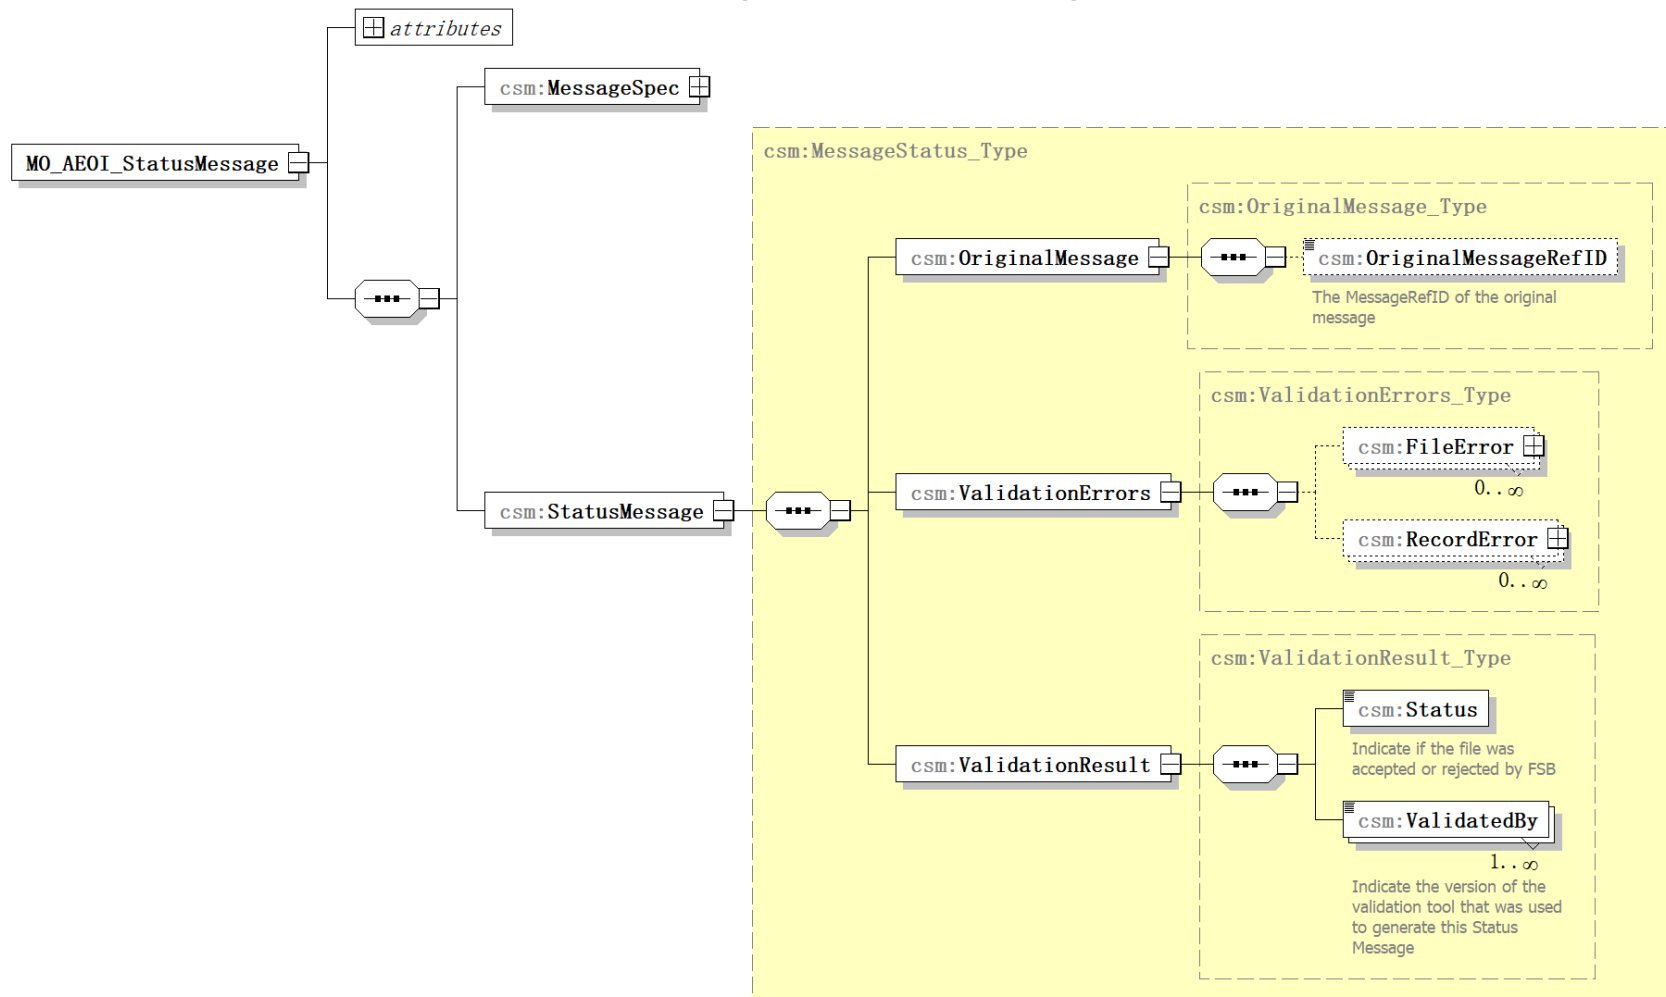 attributes
csm:MessageSpec
MO_AEOI_StatusMessage
csm:MessageStatus_Type
csm:OriginalMessage_Type
csm:OriginalMessage
csm:OriginalMessageRefID
The MessageRefID of the original
message
csm:ValidationErrors_Type
csm:FileError
0..∞
csm:ValidationErrors
csm:StatusMessage
csm:RecordError
0..∞
csm:ValidationResult_Type
csm:Status
Indicate if the file was
accepted or rejected by FSB
csm:ValidationResult
csm:ValidatedBy
1..∞
Indicate the version of the
validation tool that was used
to generate this Status
Message